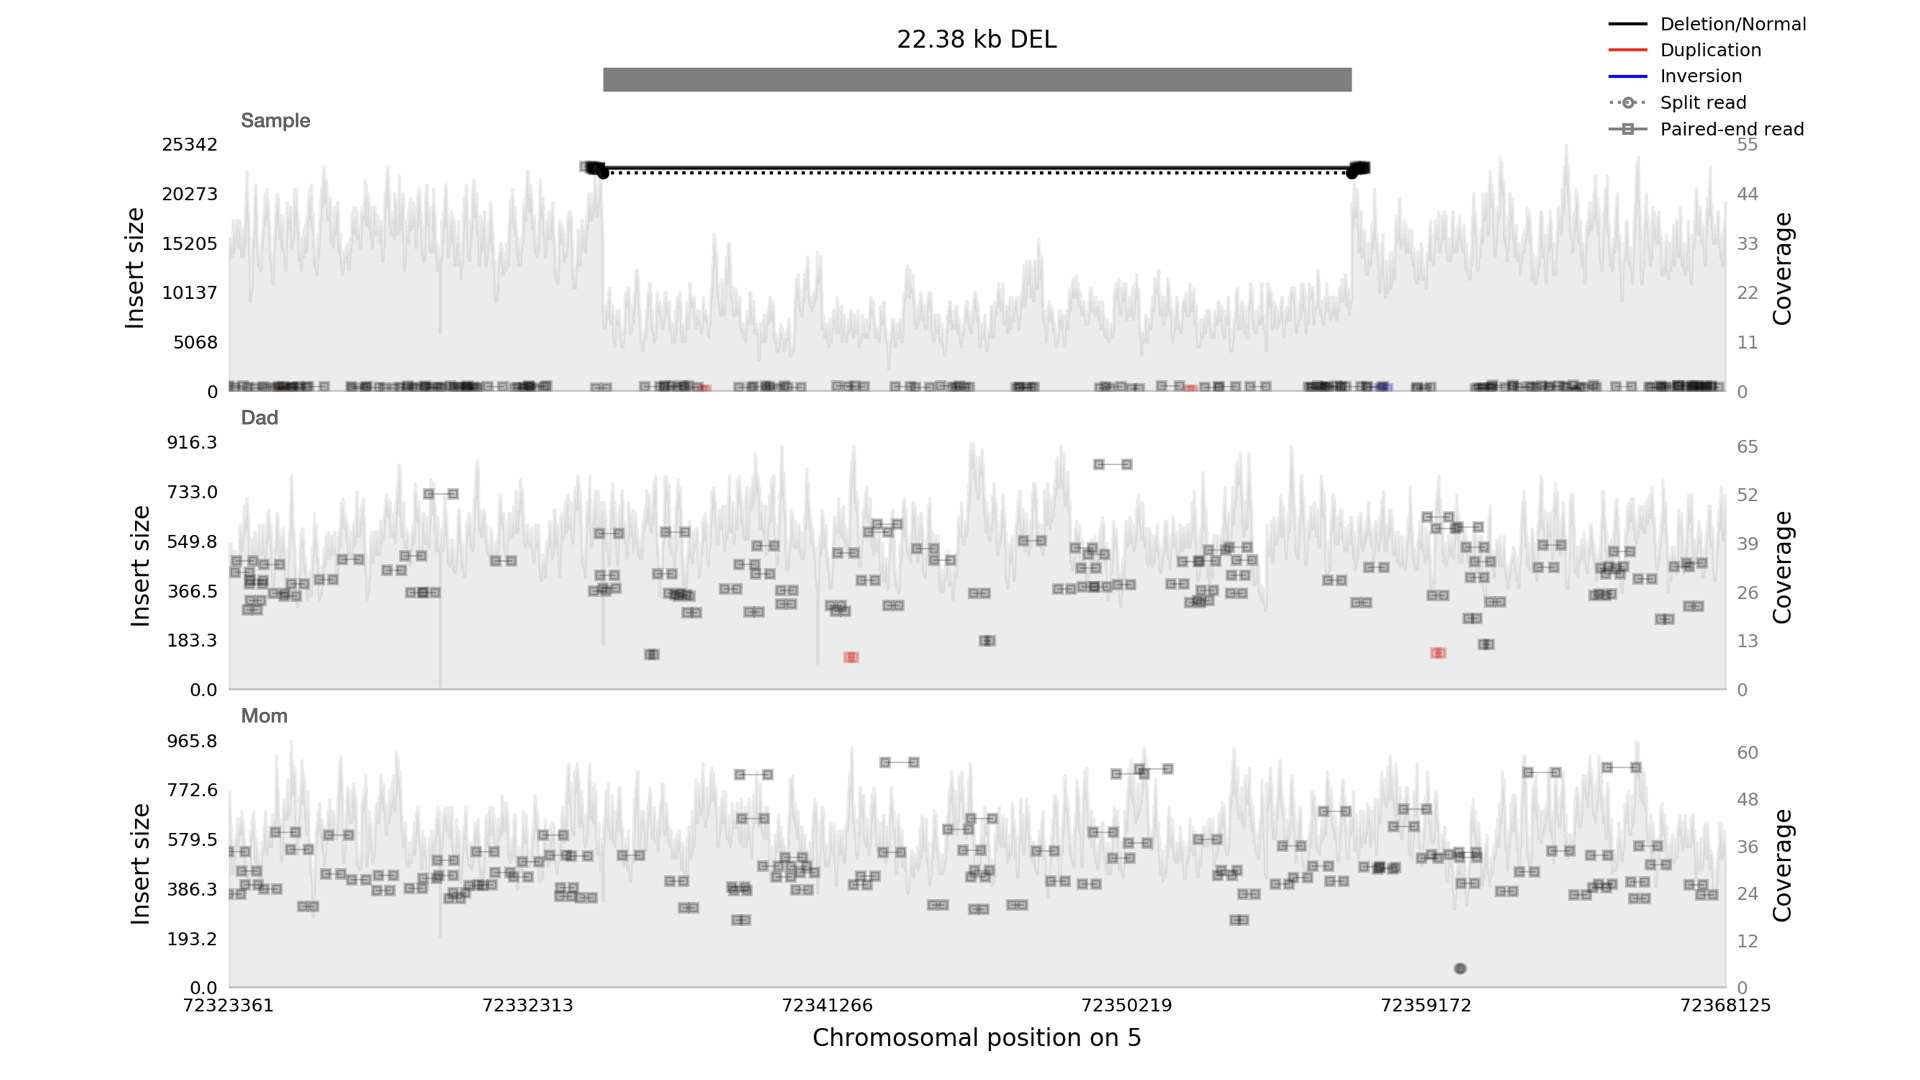 22.38 kb DEL
Deletion/Normal
Duplication
Inversion
Split read
Paired-end read
Sample
25342
20273
15205
10137
5068
0
Insert size
55
44
33
22
11
0
Coverage
Dad
916.3
733.0
549.8
366.5
183.3
0.0
Insert size
65
52
39
26
13
0
Coverage
Mom
965.8
772.6
579.5
386.3
193.2
0.0
Insert size
60
48
36
24
12
0
Coverage
72323361 72332313 72341266 72350219 72359172 72368125
Chromosomal position on 5